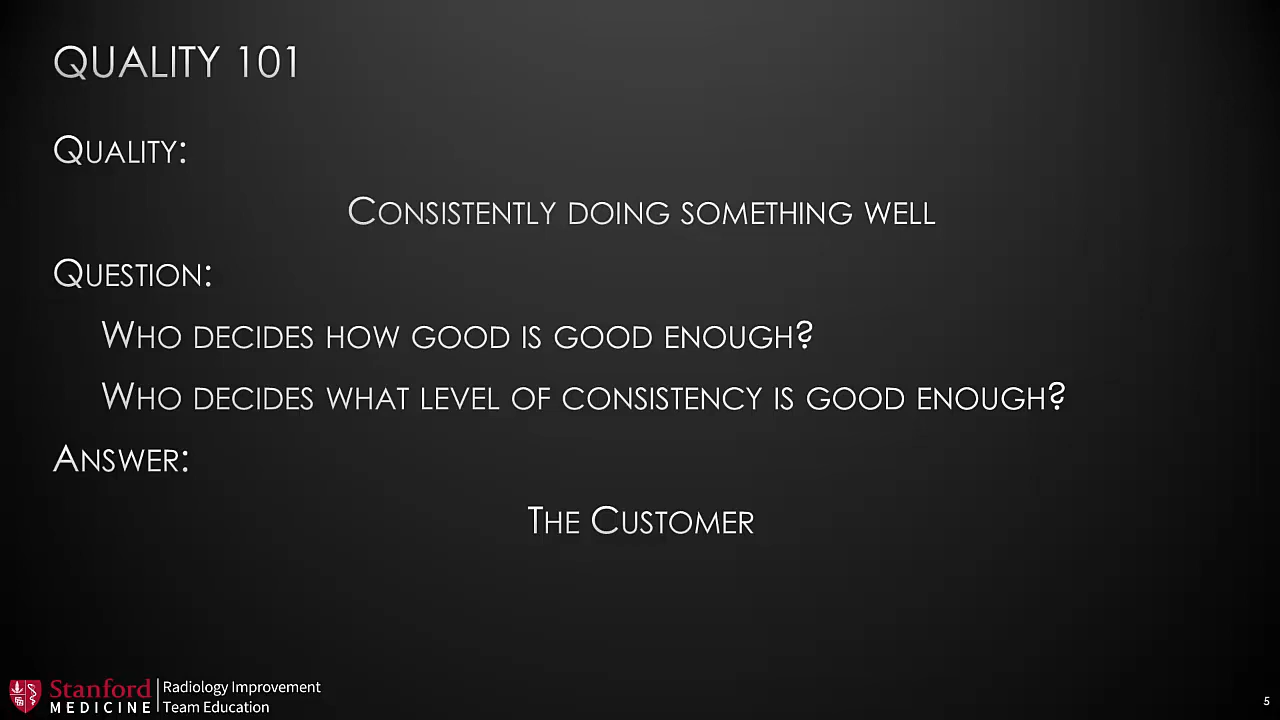 QUALITY 101
QUALITY:
CONSISTENTLY DOING SOMETHING WELL
QUESTION:
WHO DECIDES HOW GOOD IS GOOD ENOUGH?
WHO DECIDES WHAT LEVEL OF CONSISTENCY IS GOOD ENOUGH?
ANSWER:
THE CUSTOMER
Stanford
MEDICINE
Radiology Improvement
Team Education
5